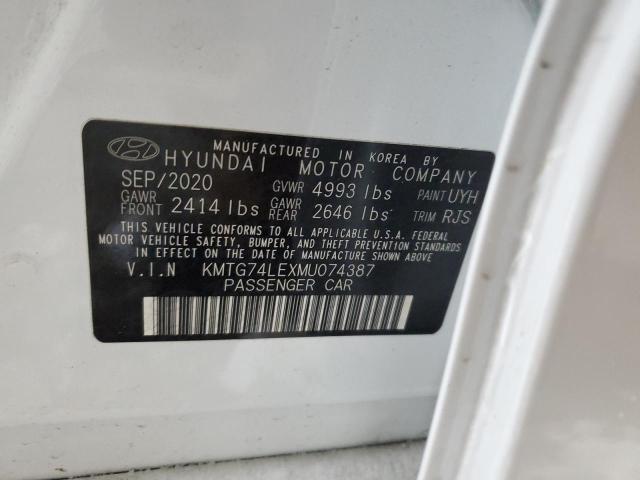 MANUFACTURED IN KOREA BY
HYUNDAI MOTOR COMPANY
SEP/2020 GVWR 4993 lbs PAINT UYH
GAWR FRONT 2414 lbs GAWR REAR 2646 lbs TRIM RJS
THIS VEHICLE CONFORMS TO ALL APPLICABLE U.S.A. FEDERAL
MOTOR VEHICLE SAFETY, BUMPER, AND THEFT PREVENTION STANDARDS
IN EFFECT ON THE DATE OF MANUFACTURE SHOWN ABOVE.
V.I.N KMTG74LEXMU074387
PASSENGER CAR